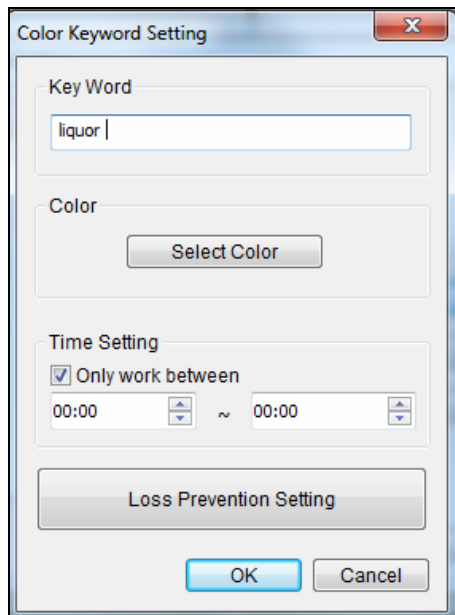 Color Keyword Setting
Key Word
liquor
Color
Select Color
Time Setting
Only work between
00:00 ~ 00:00
Loss Prevention Setting
OK Cancel